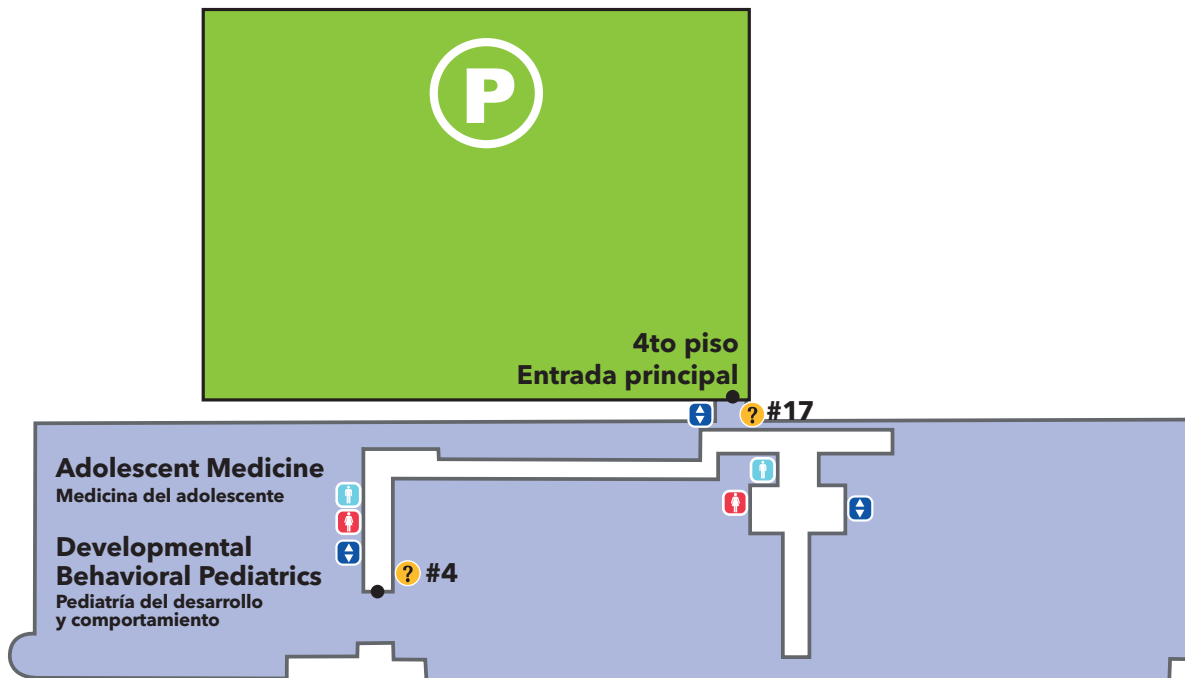 P
4to piso
Entrada principal
? #17
Adolescent Medicine
Medicina del adolescente
Developmental
Behavioral Pediatrics
Pediatría del desarrollo
y comportamiento
? #4